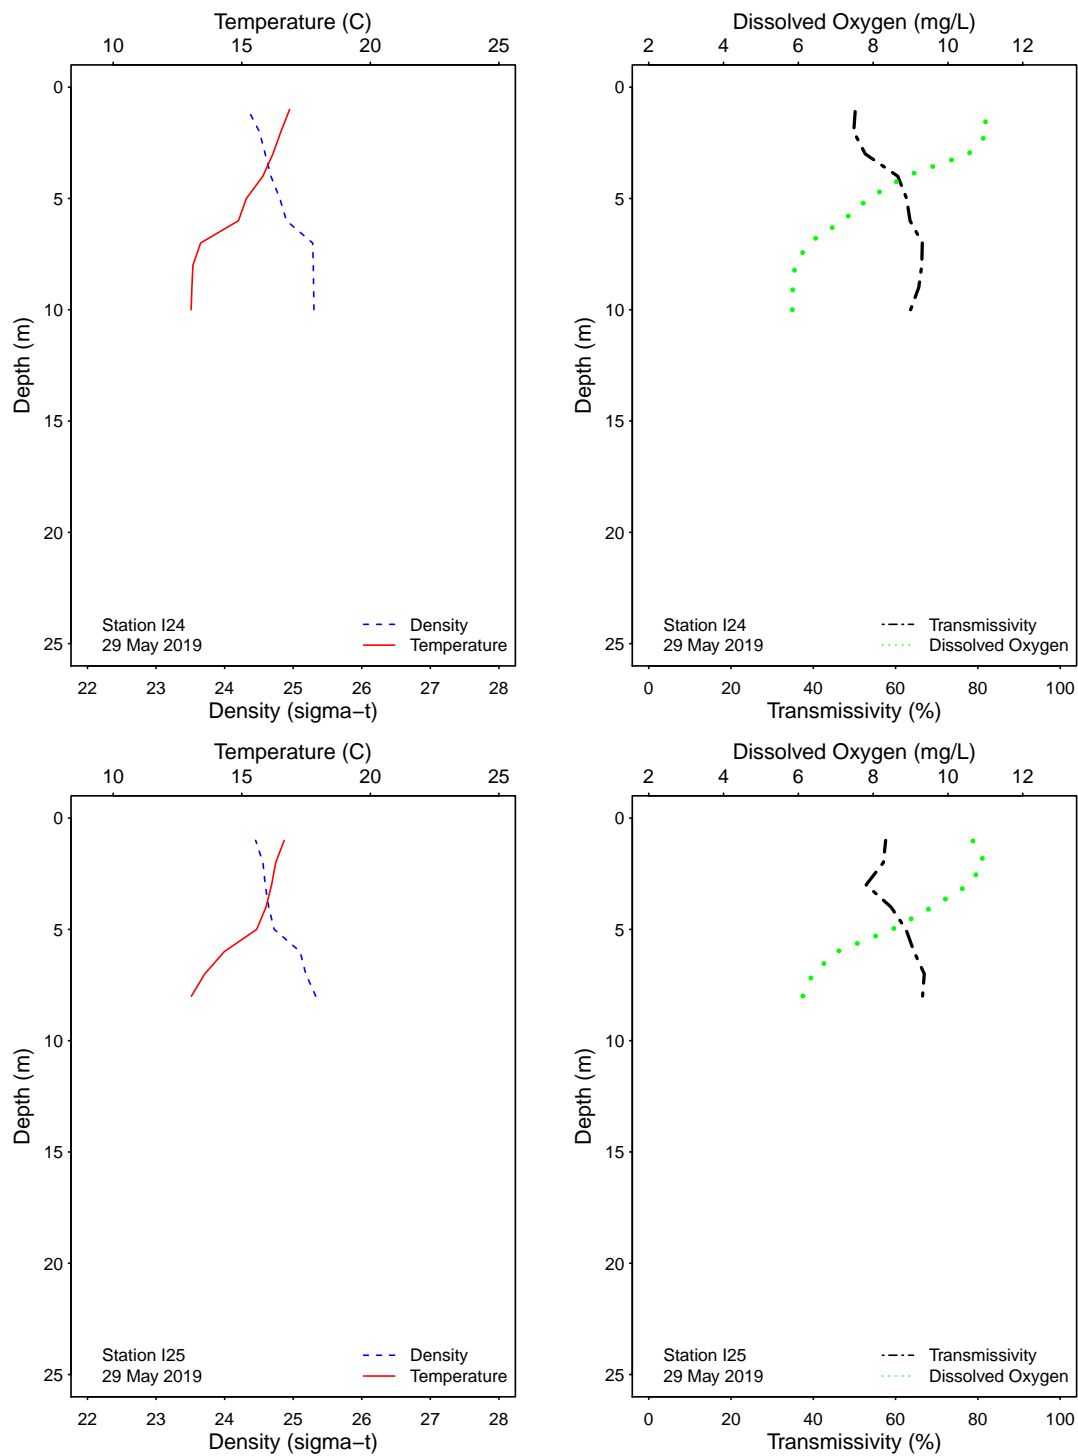 Temperature (C)
10 15 20 25
0
5
10
15
20
25
Depth (m)
Station I24
29 May 2019
Density
Temperature
22 23 24 25 26 27 28
Density (sigma−t)
Dissolved Oxygen (mg/L)
2 4 6 8 10 12
0
5
10
15
20
25
Depth (m)
Station I24
29 May 2019
Transmissivity
Dissolved Oxygen
0 20 40 60 80 100
Transmissivity (%)
Temperature (C)
10 15 20 25
0
5
10
15
20
25
Depth (m)
Station I25
29 May 2019
Density
Temperature
22 23 24 25 26 27 28
Density (sigma−t)
Dissolved Oxygen (mg/L)
2 4 6 8 10 12
0
5
10
15
20
25
Depth (m)
Station I25
29 May 2019
Transmissivity
Dissolved Oxygen
0 20 40 60 80 100
Transmissivity (%)